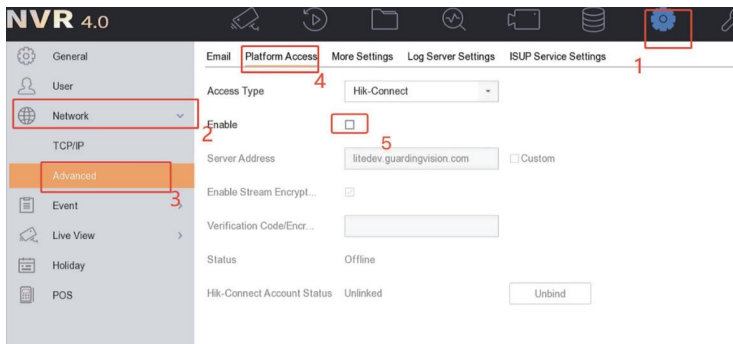 NVR 4.0
1
General
User
Network
2
TCP/IP
Advanced
3
Event
Live View
Holiday
POS
Email Platform Access More Settings Log Server Settings ISUP Service Settings
4
Access Type Hik-Connect
Enable
5
Server Address litedev.guardingvision.com Custom
Enable Stream Encrypt...
Verification Code/Encr...
Status Offline
Hik-Connect Account Status Unlinked Unbind